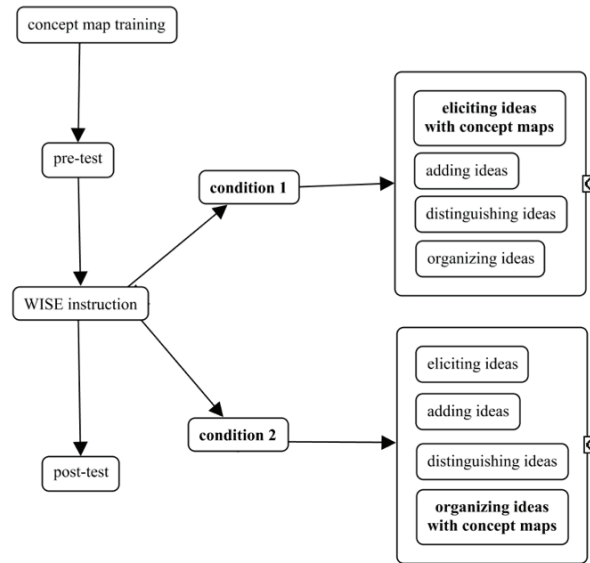 concept map training
pre-test
WISE instruction
post-test
condition 1
eliciting ideas
with concept maps
adding ideas
distinguishing ideas
organizing ideas
condition 2
eliciting ideas
adding ideas
distinguishing ideas
organizing ideas
with concept maps